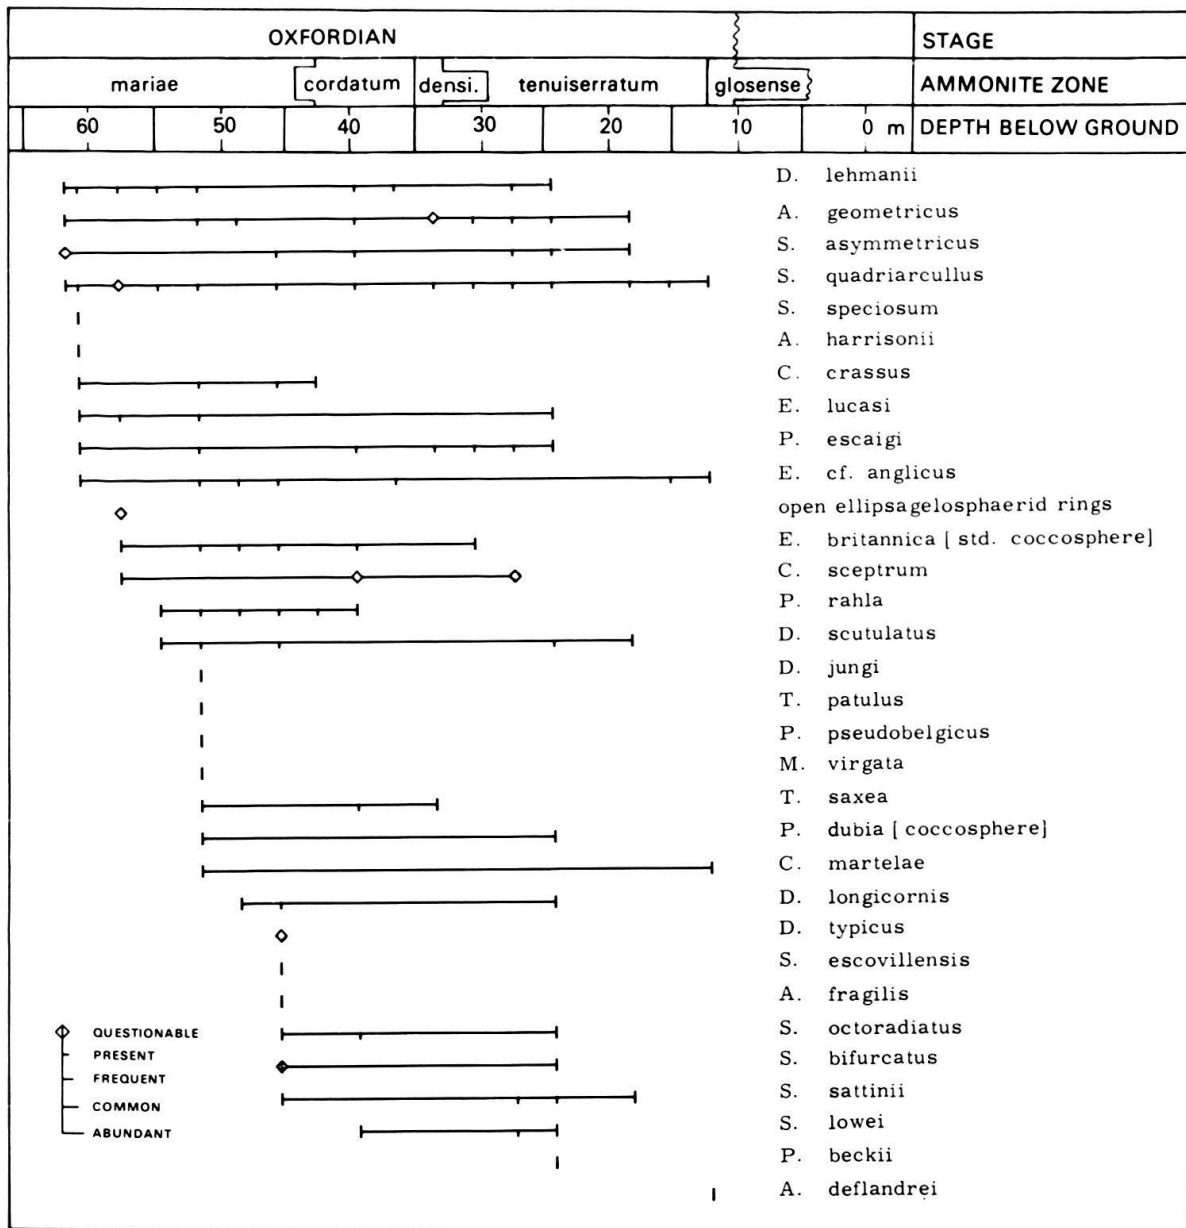 OXFORDIAN STAGE
mariae cordatum densi. tenuiserratum glosense AMMONITE ZONE
60 50 40 30 20 10 0 m DEPTH BELOW GROUND
D. lehmanii
A. geometricus
S. asymmetricus
S. quadriarcullus
S. speciosum
A. harrisonii
C. crassus
E. lucasi
P. escaigi
E. cf. anglicus
open ellipsagelosphaerid rings
E. britannica [ std. coccosphere]
C. sceptrum
P. rahla
D. scutulatus
D. jungi
T. patulus
P. pseudobelgicus
M. virgata
T. saxea
P. dubia [ coccosphere]
C. martelae
D. longicornis
D. typicus
S. escovillensis
A. fragilis
S. octoradiatus
S. bifurcatus
S. sattinii
S. lowei
P. beckii
A. deflandrei
QUESTIONABLE
PRESENT
FREQUENT
COMMON
ABUNDANT